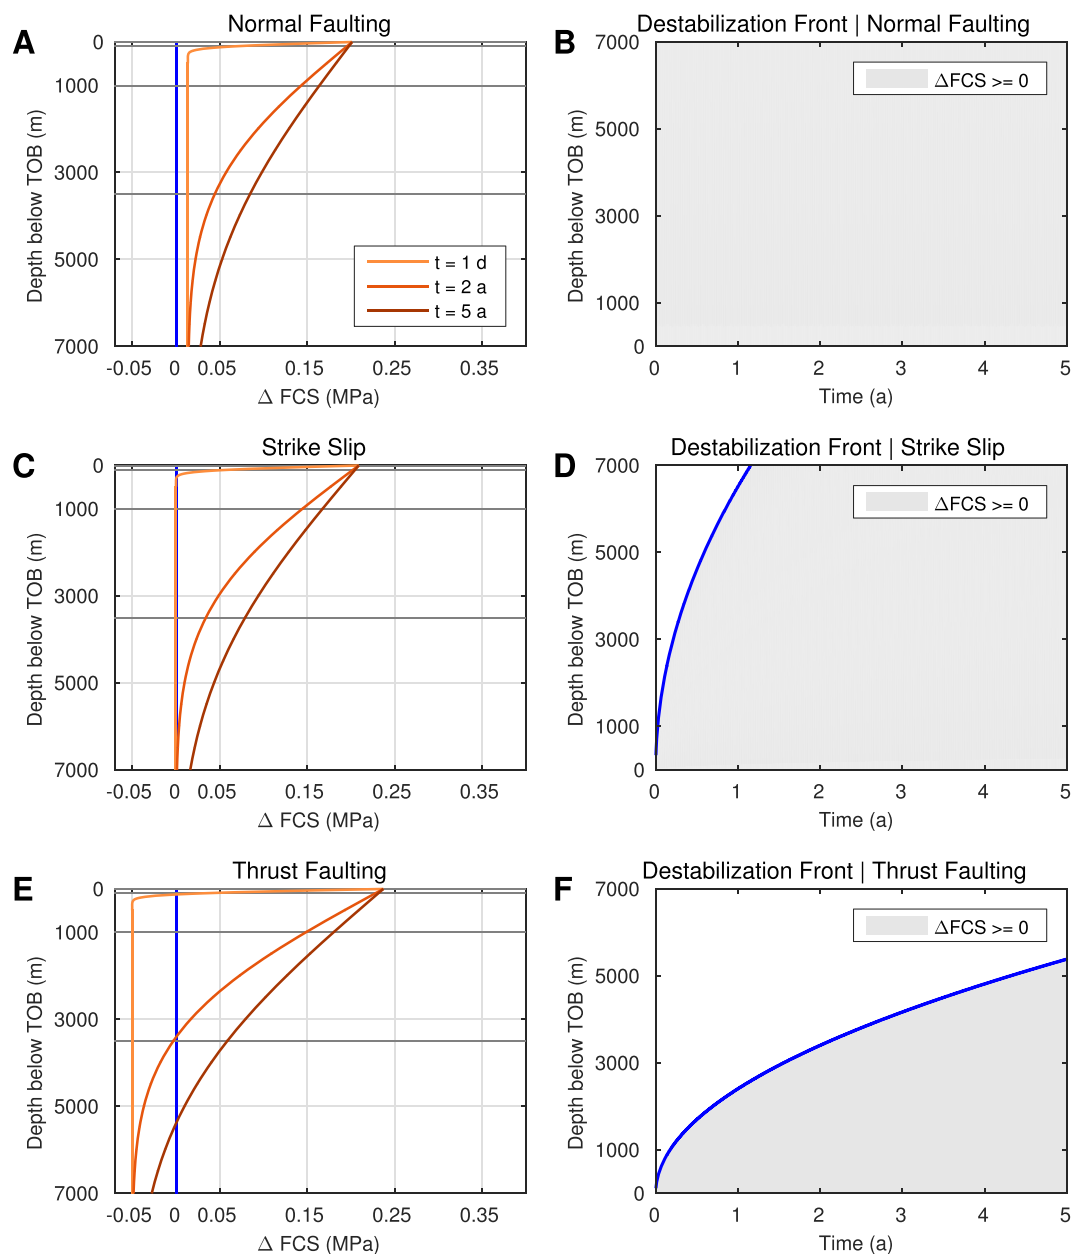 A
Normal Faulting
0
1000
3000
5000
7000
Depth below TOB (m)
t = 1 d
t = 2 a
t = 5 a
-0.05 0 0.05 0.15 0.25 0.35
Δ FCS (MPa)
B
Destabilization Front | Normal Faulting
7000
5000
3000
1000
0
Depth below TOB (m)
ΔFCS >= 0
0 1 2 3 4 5
Time (a)
C
Strike Slip
0
1000
3000
5000
7000
Depth below TOB (m)
-0.05 0 0.05 0.15 0.25 0.35
Δ FCS (MPa)
D
Destabilization Front | Strike Slip
7000
5000
3000
1000
0
Depth below TOB (m)
ΔFCS >= 0
0 1 2 3 4 5
Time (a)
E
Thrust Faulting
0
1000
3000
5000
7000
Depth below TOB (m)
-0.05 0 0.05 0.15 0.25 0.35
Δ FCS (MPa)
F
Destabilization Front | Thrust Faulting
7000
5000
3000
1000
0
Depth below TOB (m)
ΔFCS >= 0
0 1 2 3 4 5
Time (a)